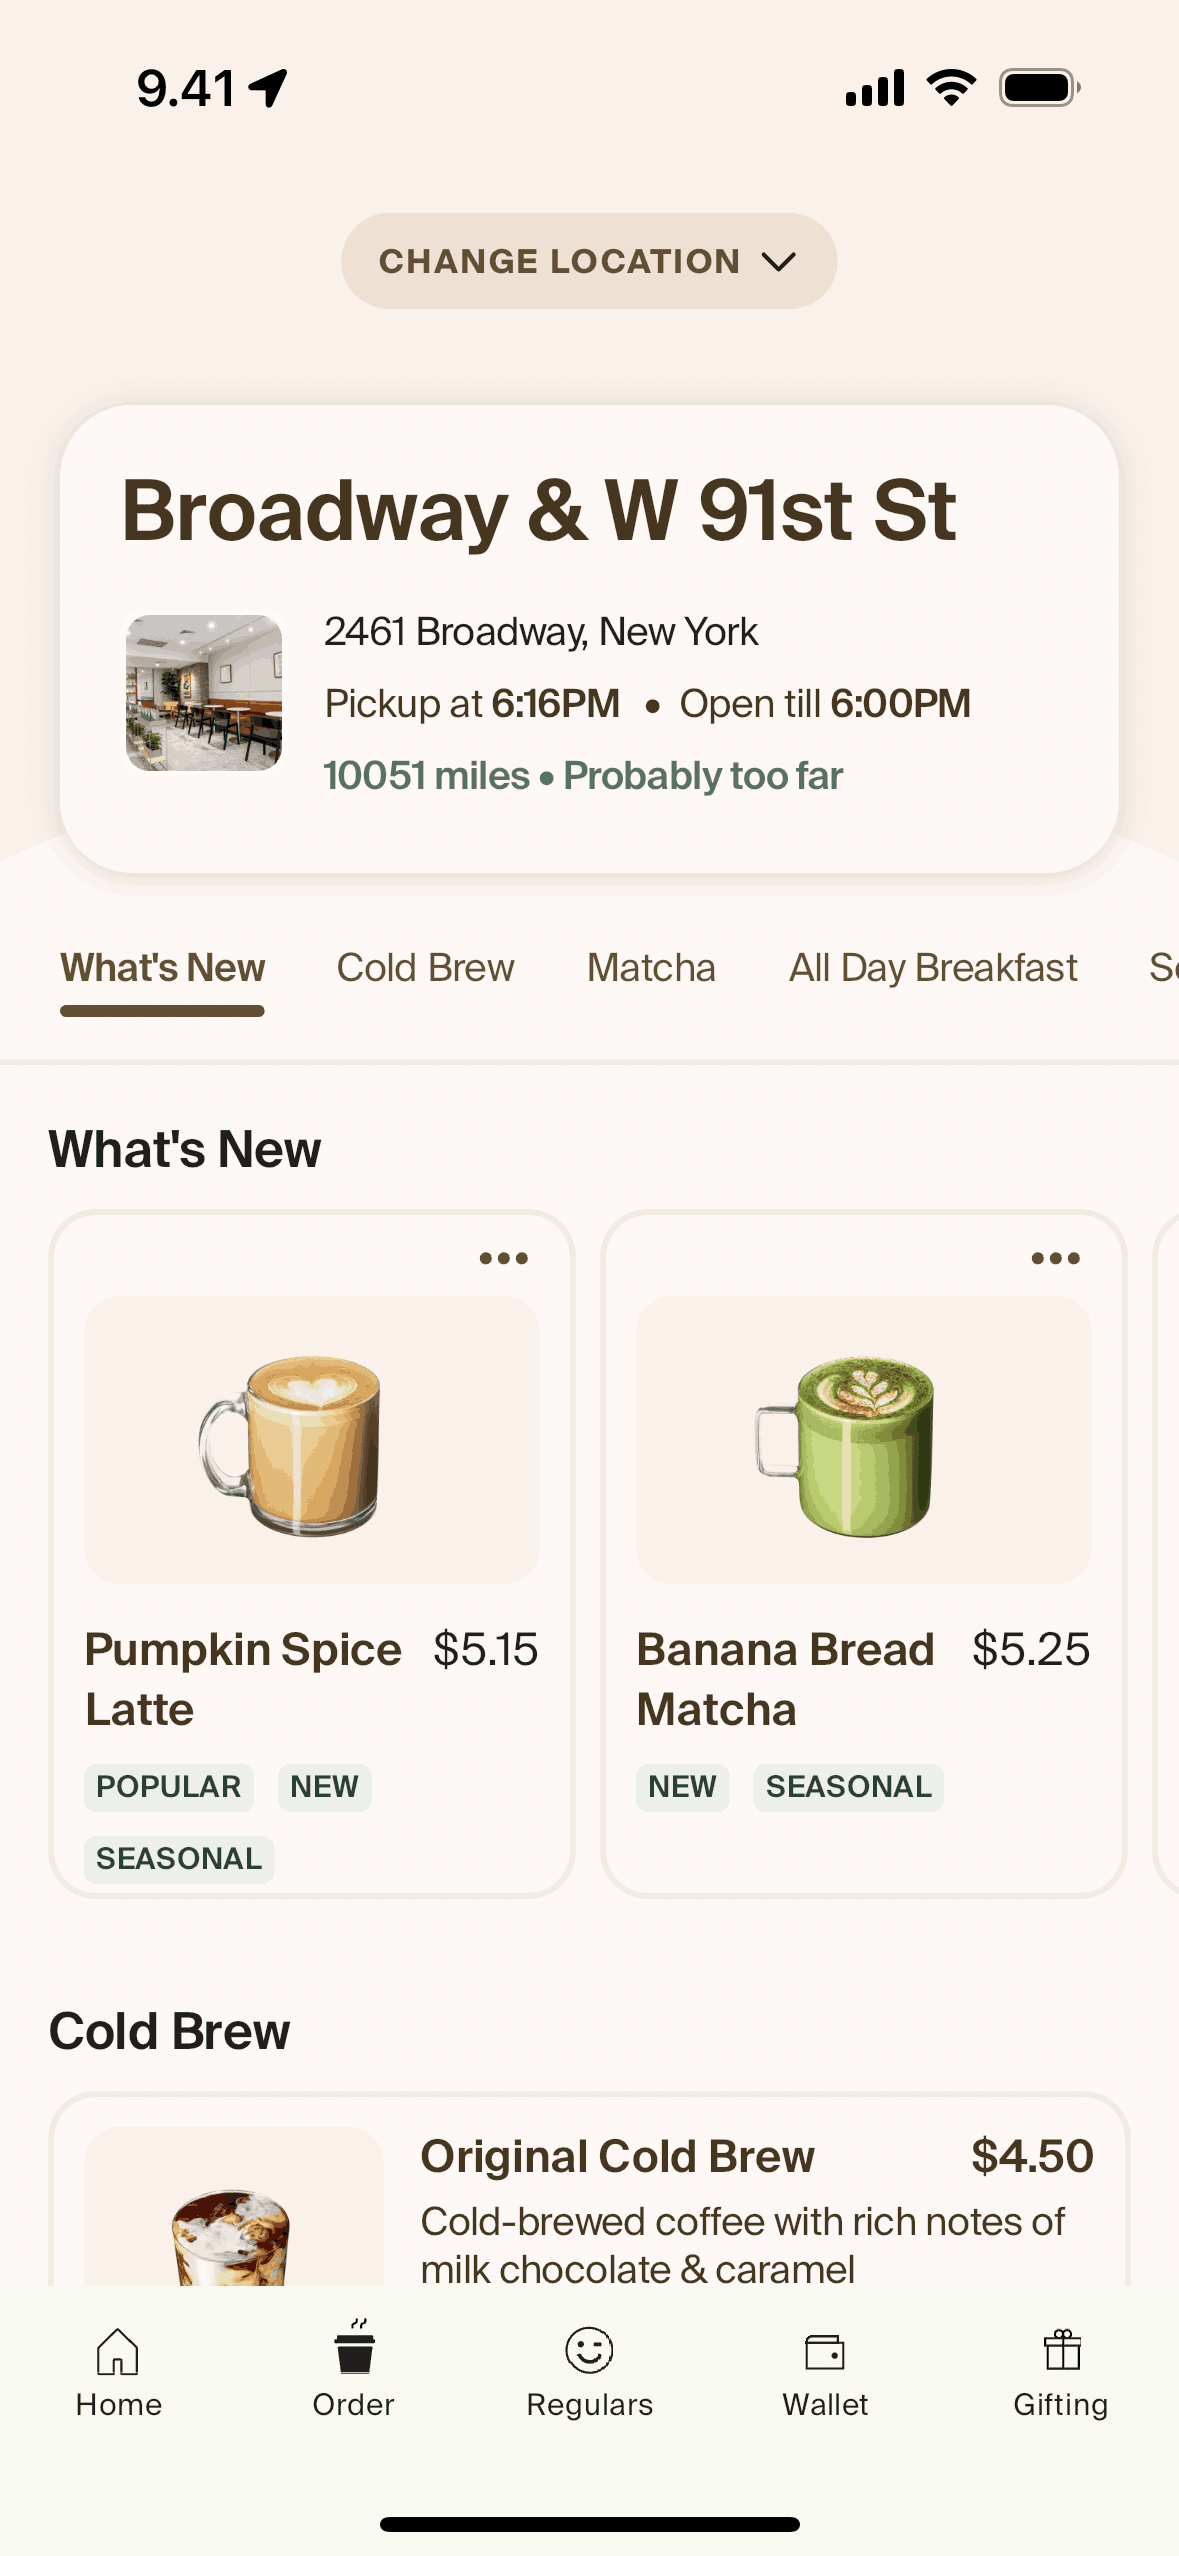 9.41
CHANGE LOCATION
Broadway & W 91st St
2461 Broadway, New York
Pickup at 6:16PM • Open till 6:00PM
10051 miles • Probably too far
What's New Cold Brew Matcha All Day Breakfast
What's New
Pumpkin Spice $5.15
Latte
POPULAR NEW
SEASONAL
Banana Bread $5.25
Matcha
NEW SEASONAL
Cold Brew
Original Cold Brew $4.50
Cold-brewed coffee with rich notes of
milk chocolate & caramel
Home Order Regulars Wallet Gifting